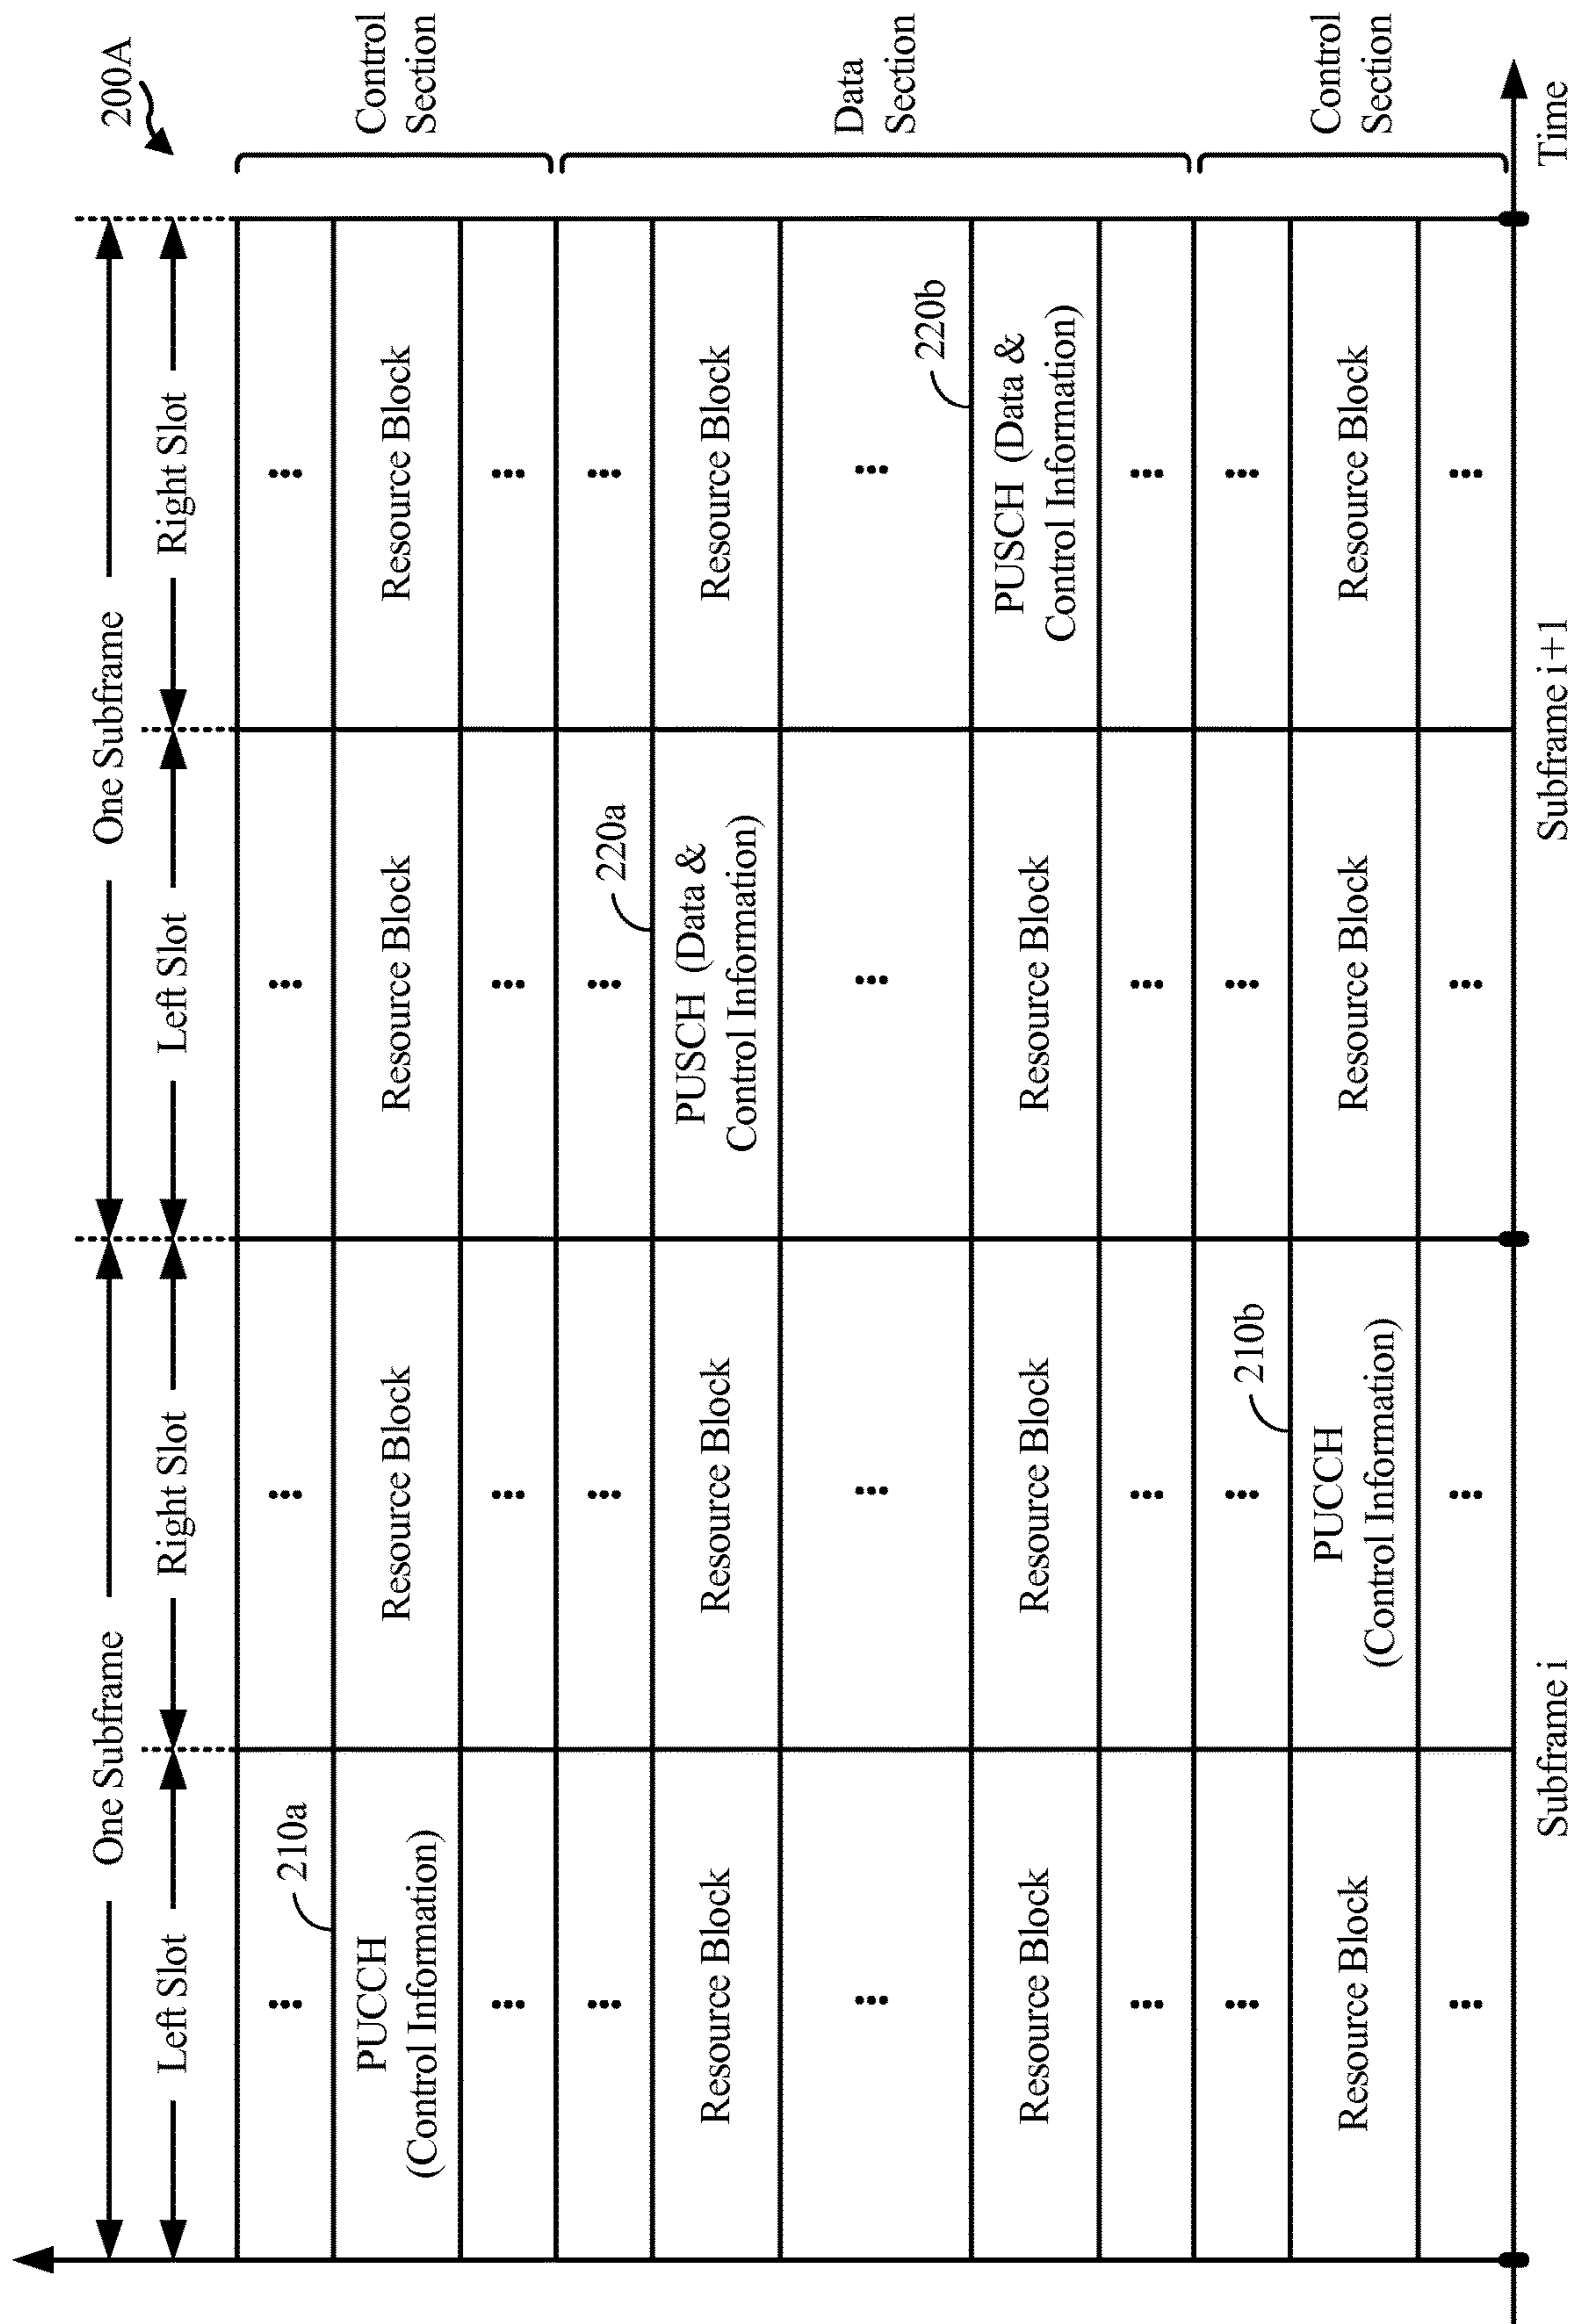 200A
One Subframe
One Subframe
Left Slot
Right Slot
Left Slot
Right Slot
...
210a
...
...
...
PUCCH
(Control Information)
Resource Block
Resource Block
Resource Block
Control
Section
...
...
...
...
...
...
220a
...
...
Resource Block
Resource Block
PUSCH (Data &
Control Information)
Resource Block
...
...
...
...
220b
Data
Section
Resource Block
Resource Block
Resource Block
PUSCH (Data &
Control Information)
...
...
...
...
...
...
210b
...
...
Resource Block
PUCCH
(Control Information)
Resource Block
Resource Block
Control
Section
...
...
...
...
Subframe i
Subframe i+1
Time